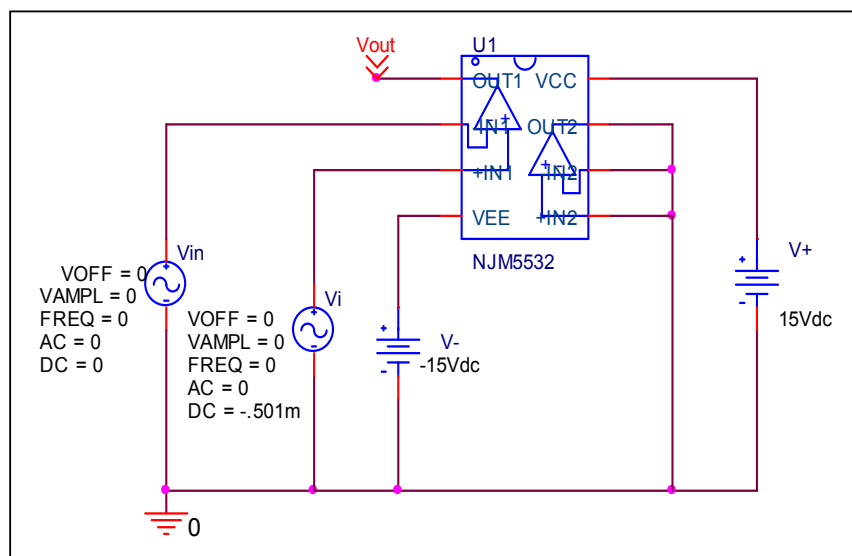 Vout
U1
OUT1
VCC
-IN1
OUT2
+IN1
-IN2
VEE
+IN2
NJM5532
Vin
VOFF = 0
VAMPL = 0
FREQ = 0
AC = 0
DC = 0
Vi
VOFF = 0
VAMPL = 0
FREQ = 0
AC = 0
DC = -.501m
V-
-15Vdc
V+
15Vdc
0